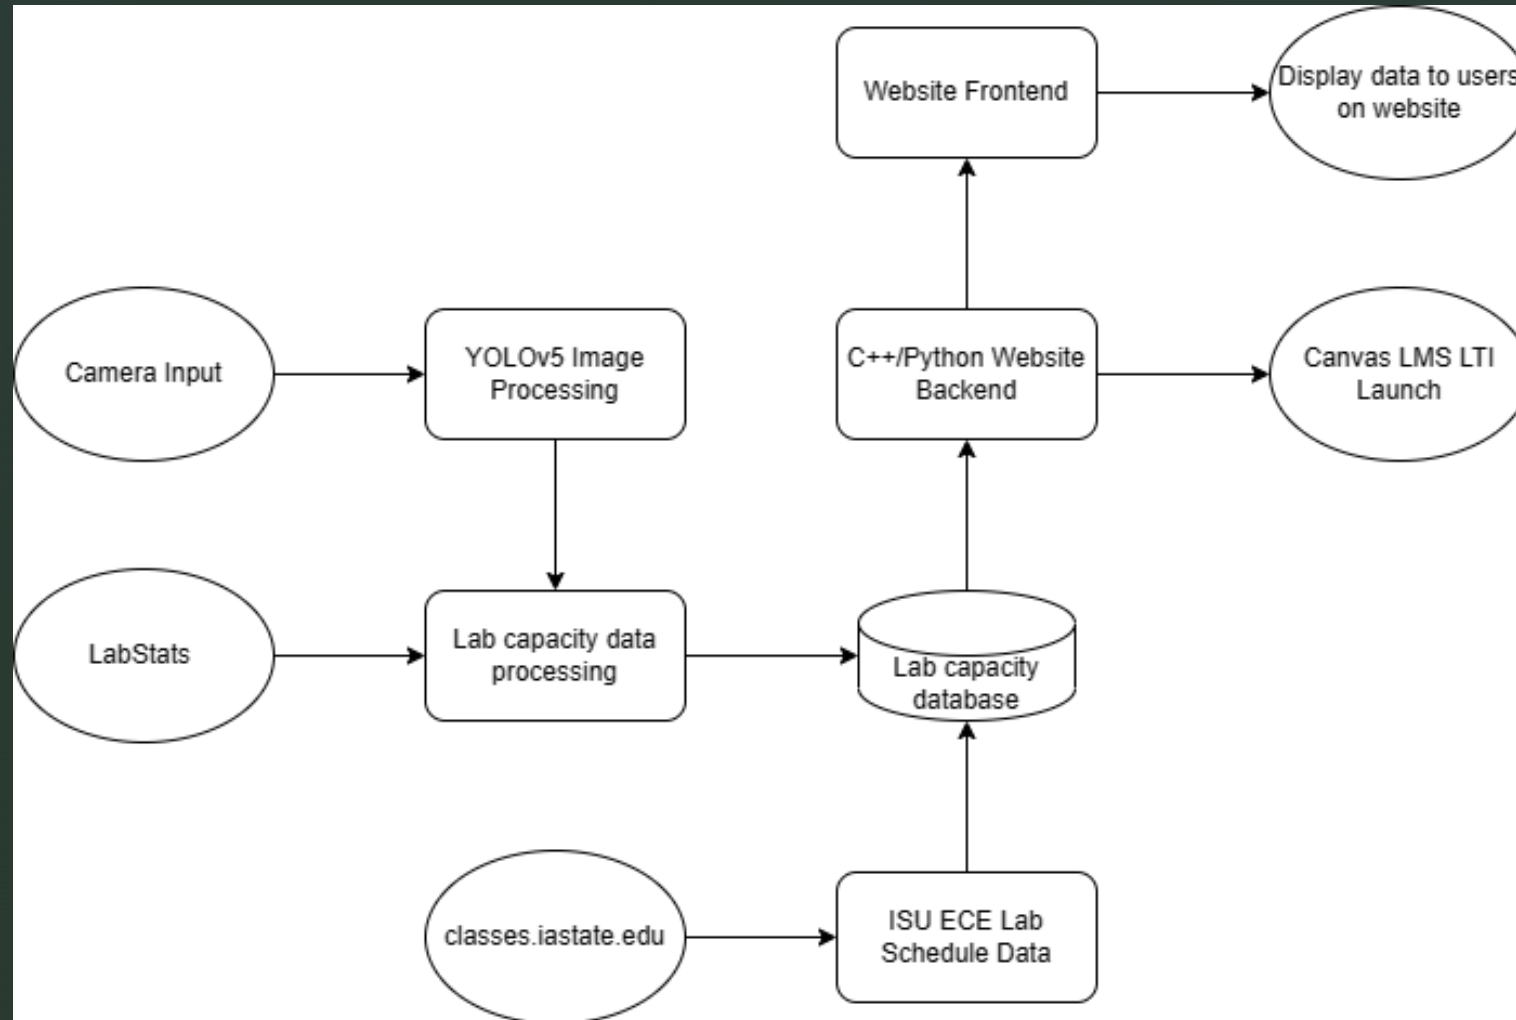 Website Frontend
Display data to users
on website
Camera Input
YOLOv5 Image
Processing
C++/Python Website
Backend
Canvas LMS LTI
Launch
LabStats
Lab capacity data
processing
Lab capacity
database
classes.iastate.edu
ISU ECE Lab
Schedule Data